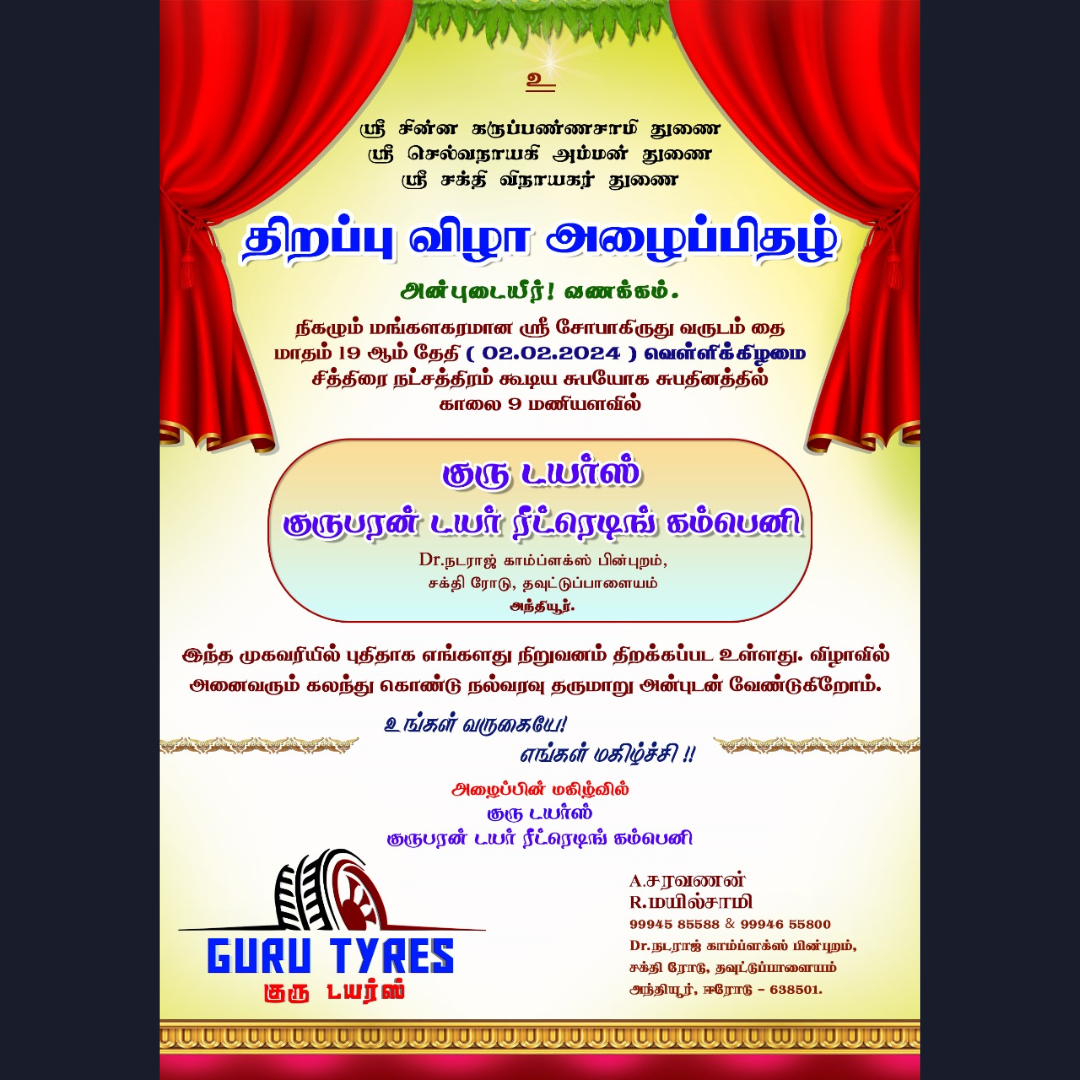 உ
ஸ்ரீ சின்ன கருப்பண்ணசாமி துணை
ஸ்ரீ செல்வநாயகி அம்மன் துணை
ஸ்ரீ சக்தி விநாயகர் துணை
திறப்பு விழா அழைப்பிதழ்
அன்புடையீர்! வணக்கம்.
நிகழும் மங்களகரமான ஸ்ரீ சோபாகிருது வருடம் தை
மாதம் 19 ஆம் தேதி ( 02.02.2024 ) வெள்ளிக்கிழமை
சித்திரை நட்சத்திரம் கூடிய சுபயோக சுபதினத்தில்
காலை 9 மணியளவில்
குரு டயர்ஸ்
குருபரன் டயர் ரீட்ரெடிங் கம்பெனி
Dr.நடராஜ் காம்ப்ளக்ஸ் பின்புறம்,
சக்தி ரோடு, தவுட்டுப்பாளையம்
அந்தியூர்.
இந்த முகவரியில் புதிதாக எங்களது நிறுவனம் திறக்கப்பட உள்ளது. விழாவில்
அனைவரும் கலந்து கொண்டு நல்வரவு தருமாறு அன்புடன் வேண்டுகிறோம்.
உங்கள் வருகையே!
எங்கள் மகிழ்ச்சி !!
அழைப்பின் மகிழ்வில்
குரு டயர்ஸ்
குருபரன் டயர் ரீட்ரெடிங் கம்பெனி
GURU TYRES
குரு டயர்ஸ்
A.சரவணன்
R.மயில்சாமி
99945 85588 & 99946 55800
Dr.நடராஜ் காம்ப்ளக்ஸ் பின்புறம்,
சக்தி ரோடு, தவுட்டுப்பாளையம்
அந்தியூர், ஈரோடு - 638501.